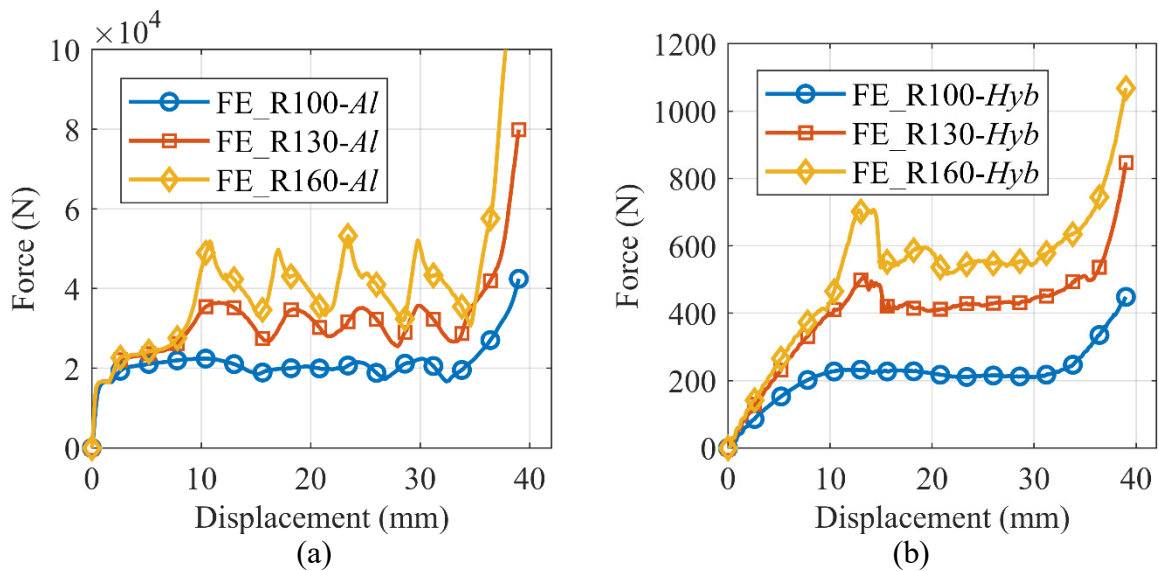 × 10⁴
10
8
6
4
2
0
Force (N)
FE_R100-Al
FE_R130-Al
FE_R160-Al
0 10 20 30 40
Displacement (mm)
(a)
1200
1000
800
600
400
200
0
Force (N)
FE_R100-Hyb
FE_R130-Hyb
FE_R160-Hyb
0 10 20 30 40
Displacement (mm)
(b)